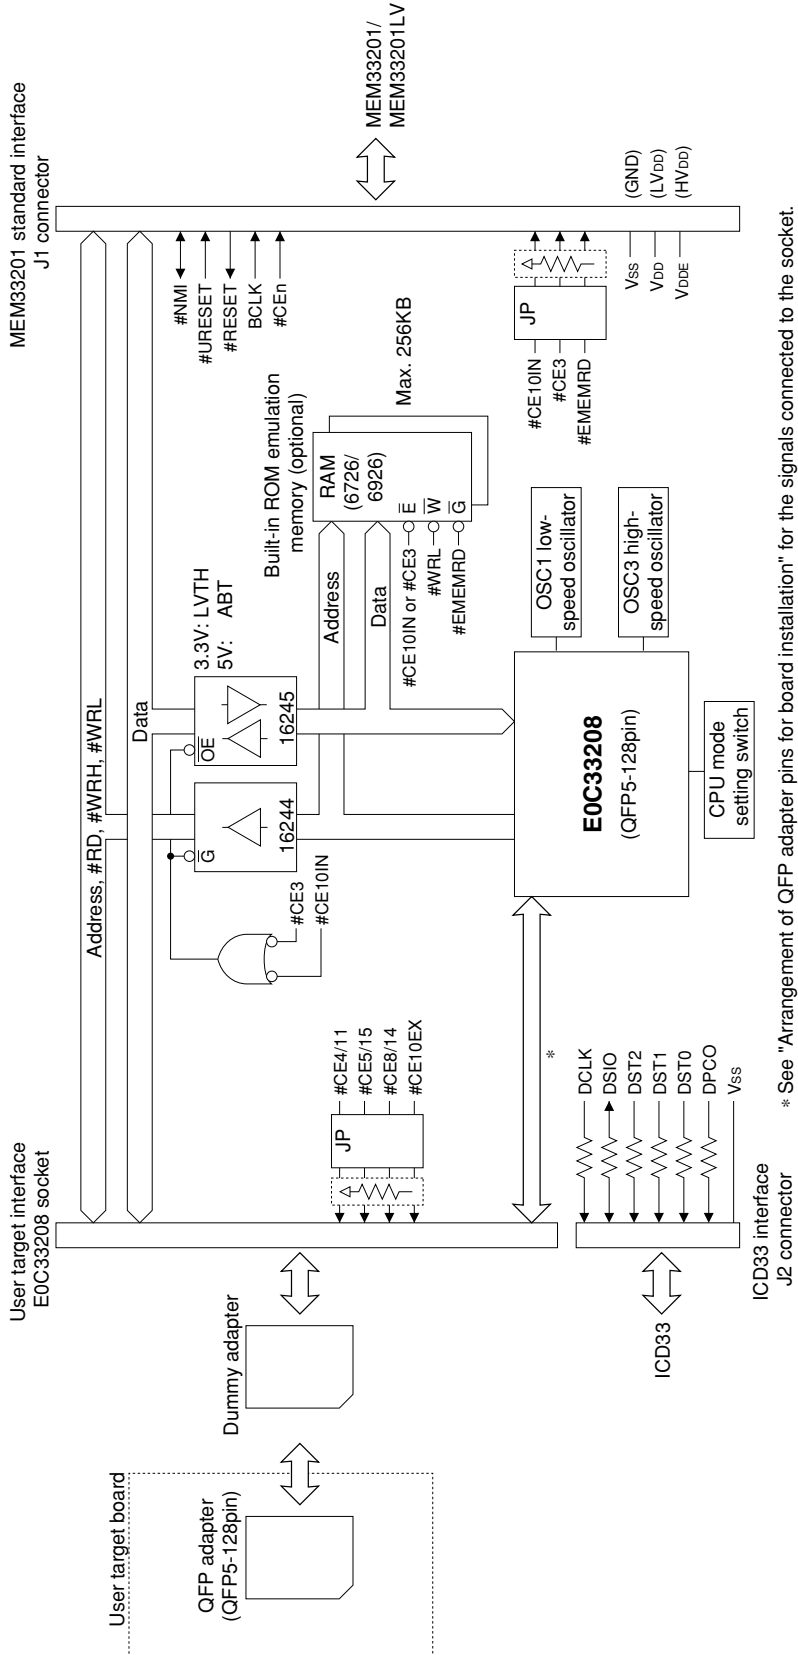 User target board
QFP adapter
(QFP5-128pin)
Dummy adapter
User target interface
E0C33208 socket
ICD33
ICD33 interface
J2 connector
DCLK
DSIO
DST2
DST1
DST0
DPCO
VSS
JP
#CE4/11
#CE5/15
#CE8/14
#CE10EX
*
Address, #RD, #WRH, #WRL
Data
#CE3
#CE10IN
G
16244
OE
16245
3.3V: LVTH
5V: ABT
Address
Data
Built-in ROM emulation
memory (optional)
RAM
(6726/
6926)
E
W
G
Max. 256KB
#CE10IN or #CE3
#WRL
#EMEMRD
E0C33208
(QFP5-128pin)
OSC1 low-
speed oscillator
OSC3 high-
speed oscillator
CPU mode
setting switch
MEM33201 standard interface
J1 connector
#NMI
#URESET
#RESET
BCLK
#CEn
#CE10IN
#CE3
#EMEMRD
JP
VSS (GND)
VDD (LVDD)
VDDE (HVDD)
MEM33201/
MEM33201LV
* See "Arrangement of QFP adapter pins for board installation" for the signals connected to the socket.